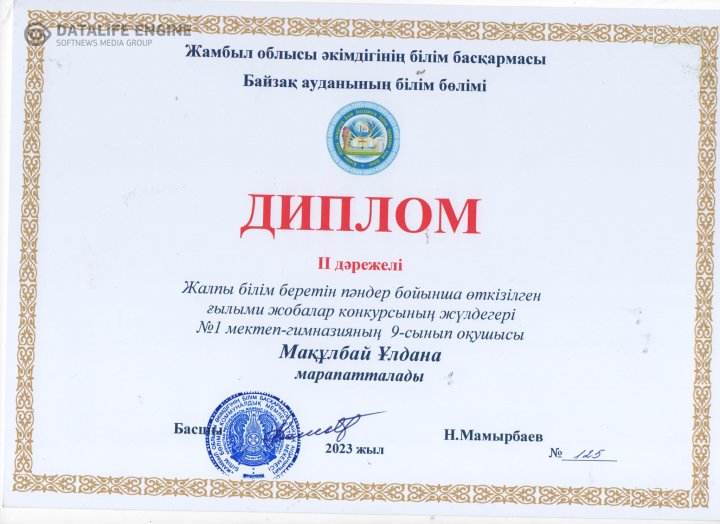 DATALIFE ENGINE
SOFTNEWS MEDIA GROUP
Жамбыл облысы әкімдігінің білім басқармасы
Байзақ ауданының білім бөлімі
ДИПЛОМ
ІІ дәрежелі
Жалпы білім беретін пәндер бойынша өткізілген
ғылыми жобалар конкурсының жүлдегері
№1 мектеп-гимназияның 9-сынып оқушысы
Мақұлбай Ұлдана
марапатталады
Басшы
Н.Мамырбаев
2023 жыл
№ 125